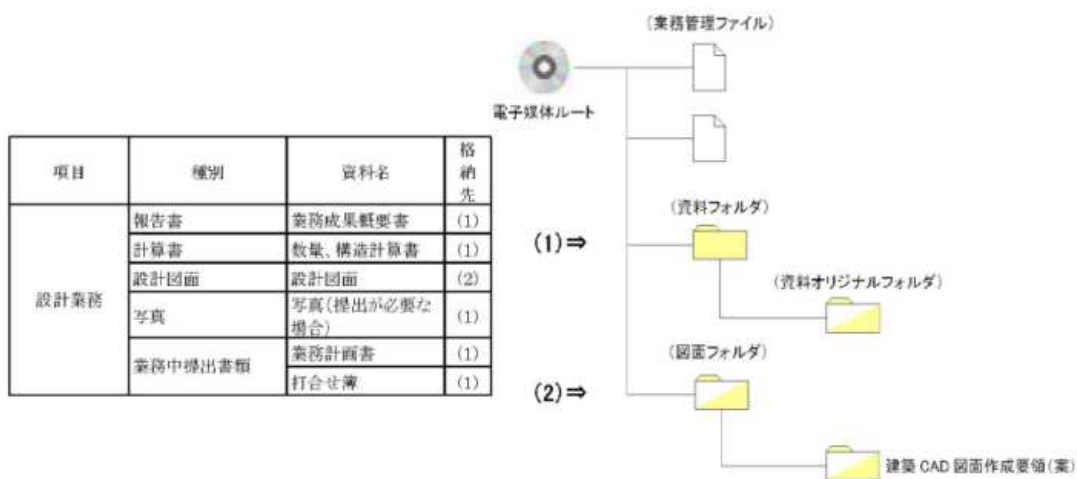 (業務管理ファイル)
電子媒体ルート
項目 種別 資料名 格納先
設計業務
報告書 業務成果概要書 (1)
計算書 数量、構造計算書 (1)
設計図面 設計図面 (2)
写真 写真(提出が必要な場合) (1)
業務中提出書類 業務計画書 (1)
打合せ簿 (1)
(資料フォルダ)
(1)⇒
(資料オリジナルフォルダ)
(図面フォルダ)
(2)⇒
建築 CAD 図面作成要領(案)